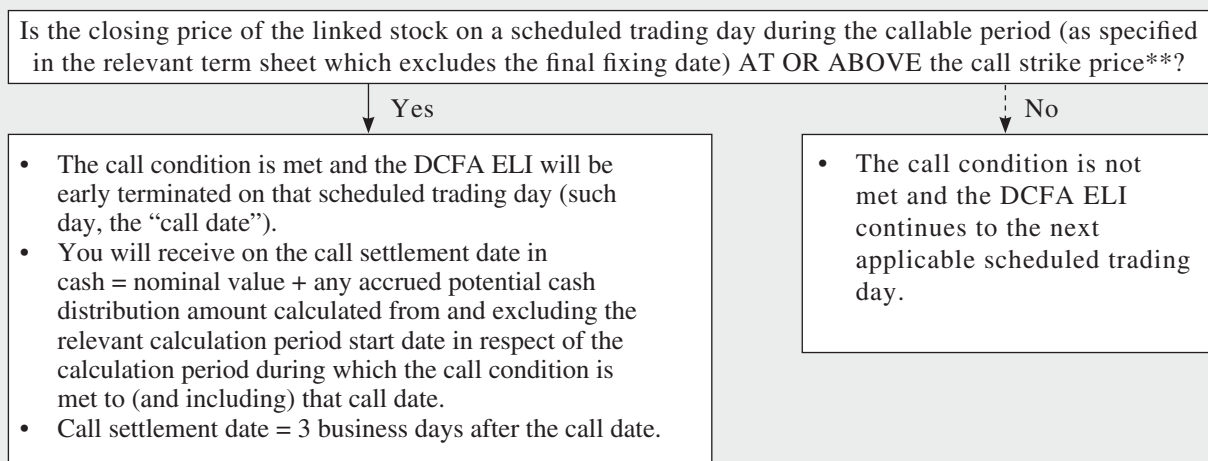 Is the closing price of the linked stock on a scheduled trading day during the callable period (as specified
in the relevant term sheet which excludes the final fixing date) AT OR ABOVE the call strike price**?
Yes
No
• The call condition is met and the DCFA ELI will be
early terminated on that scheduled trading day (such
day, the “call date”).
• You will receive on the call settlement date in
cash = nominal value + any accrued potential cash
distribution amount calculated from and excluding the
relevant calculation period start date in respect of the
calculation period during which the call condition is
met to (and including) that call date.
• Call settlement date = 3 business days after the call date.
• The call condition is not
met and the DCFA ELI
continues to the next
applicable scheduled trading
day.